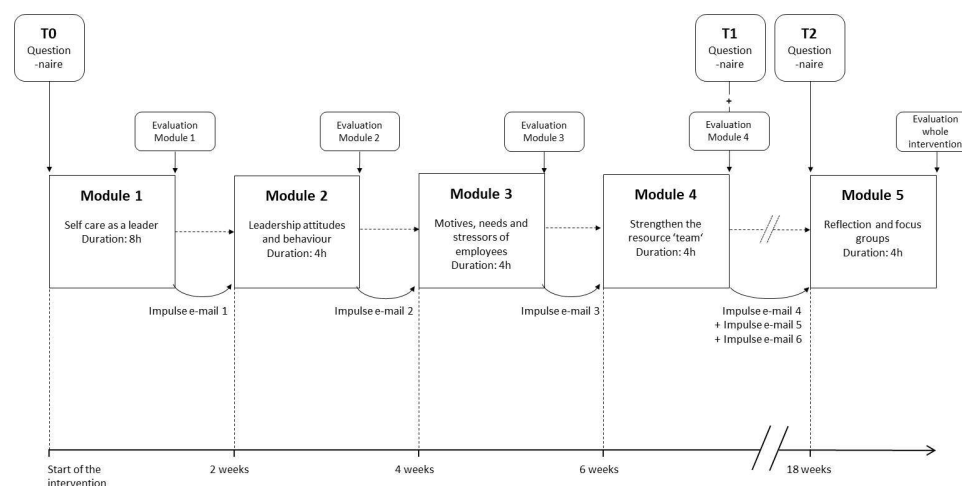 T0
Question
-naire
T1
Question
-naire
T2
Question
-naire
+
Evaluation
Module 1
Evaluation
Module 2
Evaluation
Module 3
Evaluation
Module 4
Evaluation
whole
intervention
Module 1
Self care as a leader
Duration: 8h
Module 2
Leadership attitudes
and behaviour
Duration: 4h
Module 3
Motives, needs and
stressors of
employees
Duration: 4h
Module 4
Strengthen the
resource ‘team‘
Duration: 4h
Module 5
Reflection and focus
groups
Duration: 4h
Impulse e-mail 1
Impulse e-mail 2
Impulse e-mail 3
Impulse e-mail 4
+ Impulse e-mail 5
+ Impulse e-mail 6
Start of the
intervention
2 weeks
4 weeks
6 weeks
18 weeks